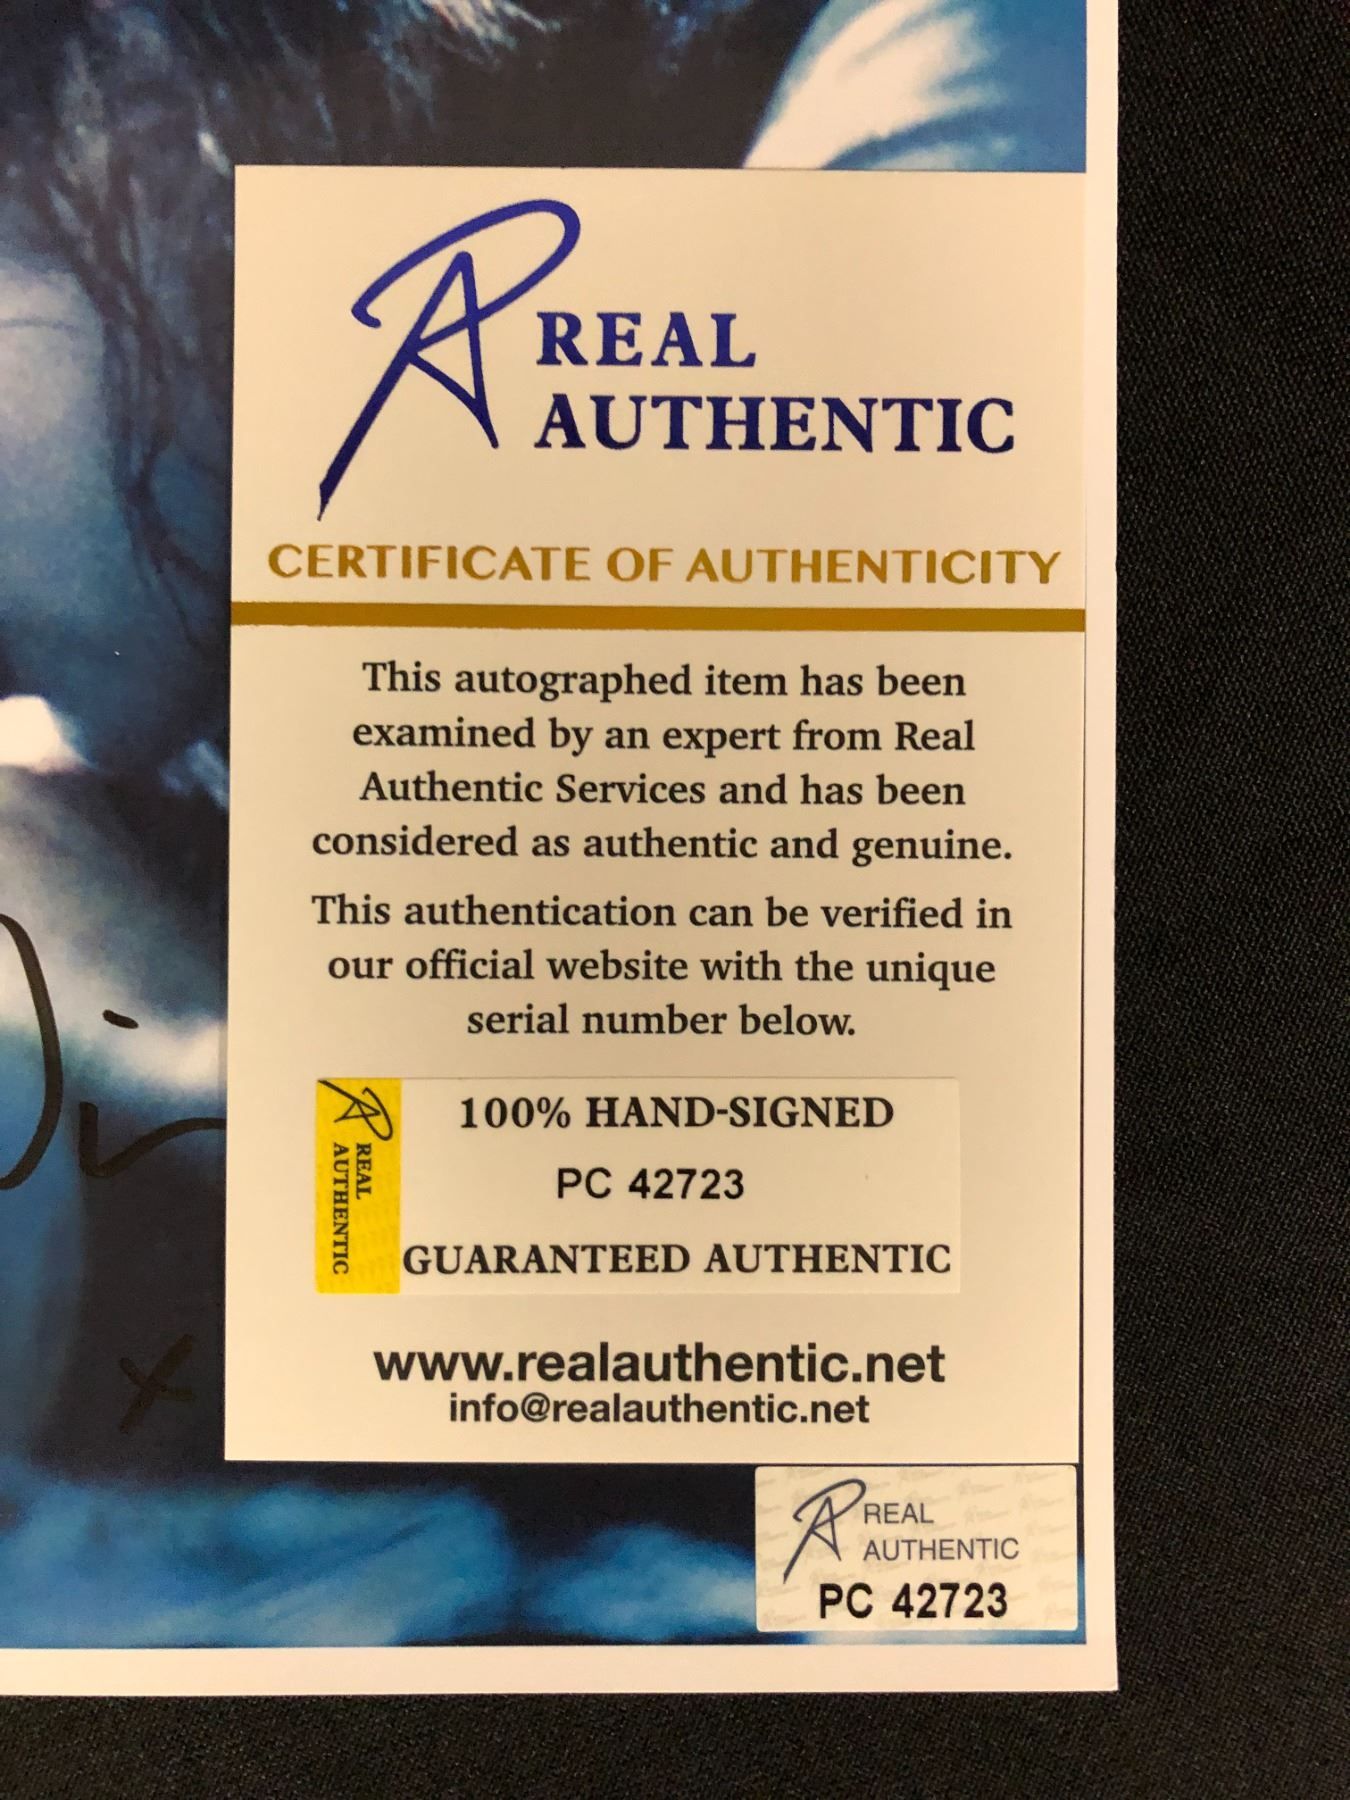 REAL
AUTHENTIC
CERTIFICATE OF AUTHENTICITY
This autographed item has been
examined by an expert from Real
Authentic Services and has been
considered as authentic and genuine.
This authentication can be verified in
our official website with the unique
serial number below.
REAL
AUTHENTIC
100% HAND-SIGNED
PC 42723
GUARANTEED AUTHENTIC
www.realauthentic.net
info@realauthentic.net
REAL
AUTHENTIC
PC 42723